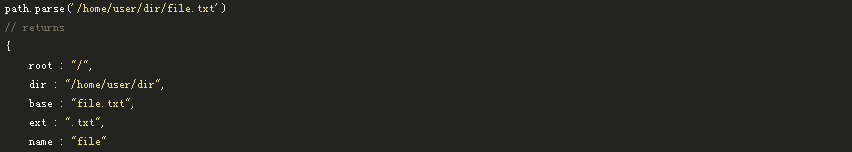 path.parse('/home/user/dir/file.txt')
// returns
{
    root : "/",
    dir : "/home/user/dir",
    base : "file.txt",
    ext : ".txt",
    name : "file"